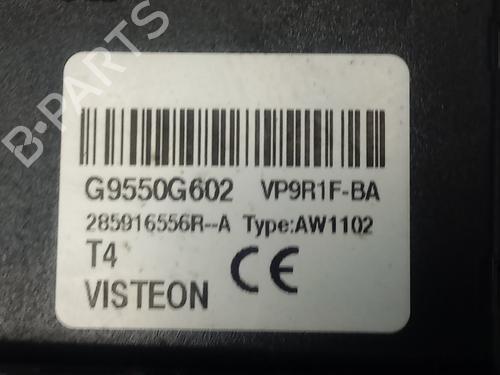 B-PARTS
G9550G602 VP9R1F-BA
285916556R--A Type:AW1102
T4 CE
VISTEON